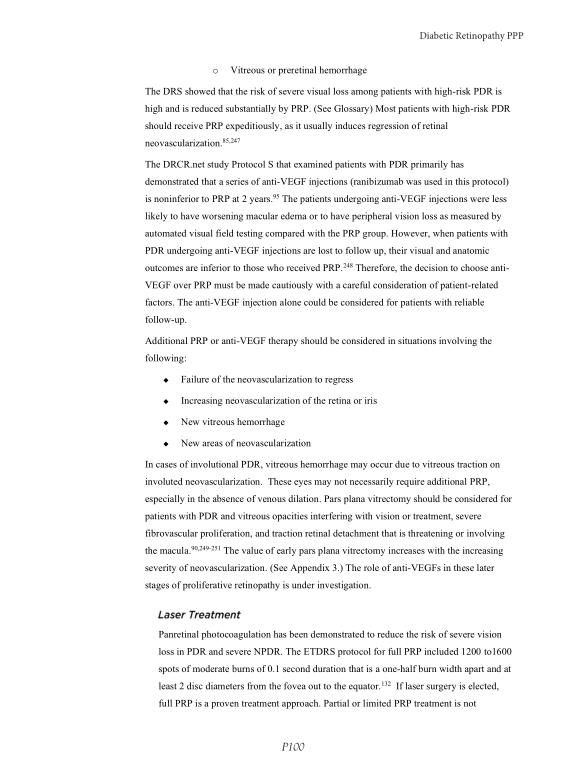 Diabetic Retinopathy PPP
o Vitreous or preretinal hemorrhage
The DRS showed that the risk of severe visual loss among patients with high-risk PDR is
high and is reduced substantially by PRP. (See Glossary) Most patients with high-risk PDR
should receive PRP expeditiously, as it usually induces regression of retinal
neovascularization.85,247
The DRCR.net study Protocol S that examined patients with PDR primarily has
demonstrated that a series of anti-VEGF injections (ranibizumab was used in this protocol)
is noninferior to PRP at 2 years.95 The patients undergoing anti-VEGF injections were less
likely to have worsening macular edema or to have peripheral vision loss as measured by
automated visual field testing compared with the PRP group. However, when patients with
PDR undergoing anti-VEGF injections are lost to follow up, their visual and anatomic
outcomes are inferior to those who received PRP.248 Therefore, the decision to choose anti-
VEGF over PRP must be made cautiously with a careful consideration of patient-related
factors. The anti-VEGF injection alone could be considered for patients with reliable
follow-up.
Additional PRP or anti-VEGF therapy should be considered in situations involving the
following:
◆ Failure of the neovascularization to regress
◆ Increasing neovascularization of the retina or iris
◆ New vitreous hemorrhage
◆ New areas of neovascularization
In cases of involutional PDR, vitreous hemorrhage may occur due to vitreous traction on
involuted neovascularization. These eyes may not necessarily require additional PRP,
especially in the absence of venous dilation. Pars plana vitrectomy should be considered for
patients with PDR and vitreous opacities interfering with vision or treatment, severe
fibrovascular proliferation, and traction retinal detachment that is threatening or involving
the macula.90,249-251 The value of early pars plana vitrectomy increases with the increasing
severity of neovascularization. (See Appendix 3.) The role of anti-VEGFs in these later
stages of proliferative retinopathy is under investigation.
Laser Treatment
Panretinal photocoagulation has been demonstrated to reduce the risk of severe vision
loss in PDR and severe NPDR. The ETDRS protocol for full PRP included 1200 to1600
spots of moderate burns of 0.1 second duration that is a one-half burn width apart and at
least 2 disc diameters from the fovea out to the equator.132 If laser surgery is elected,
full PRP is a proven treatment approach. Partial or limited PRP treatment is not
P100